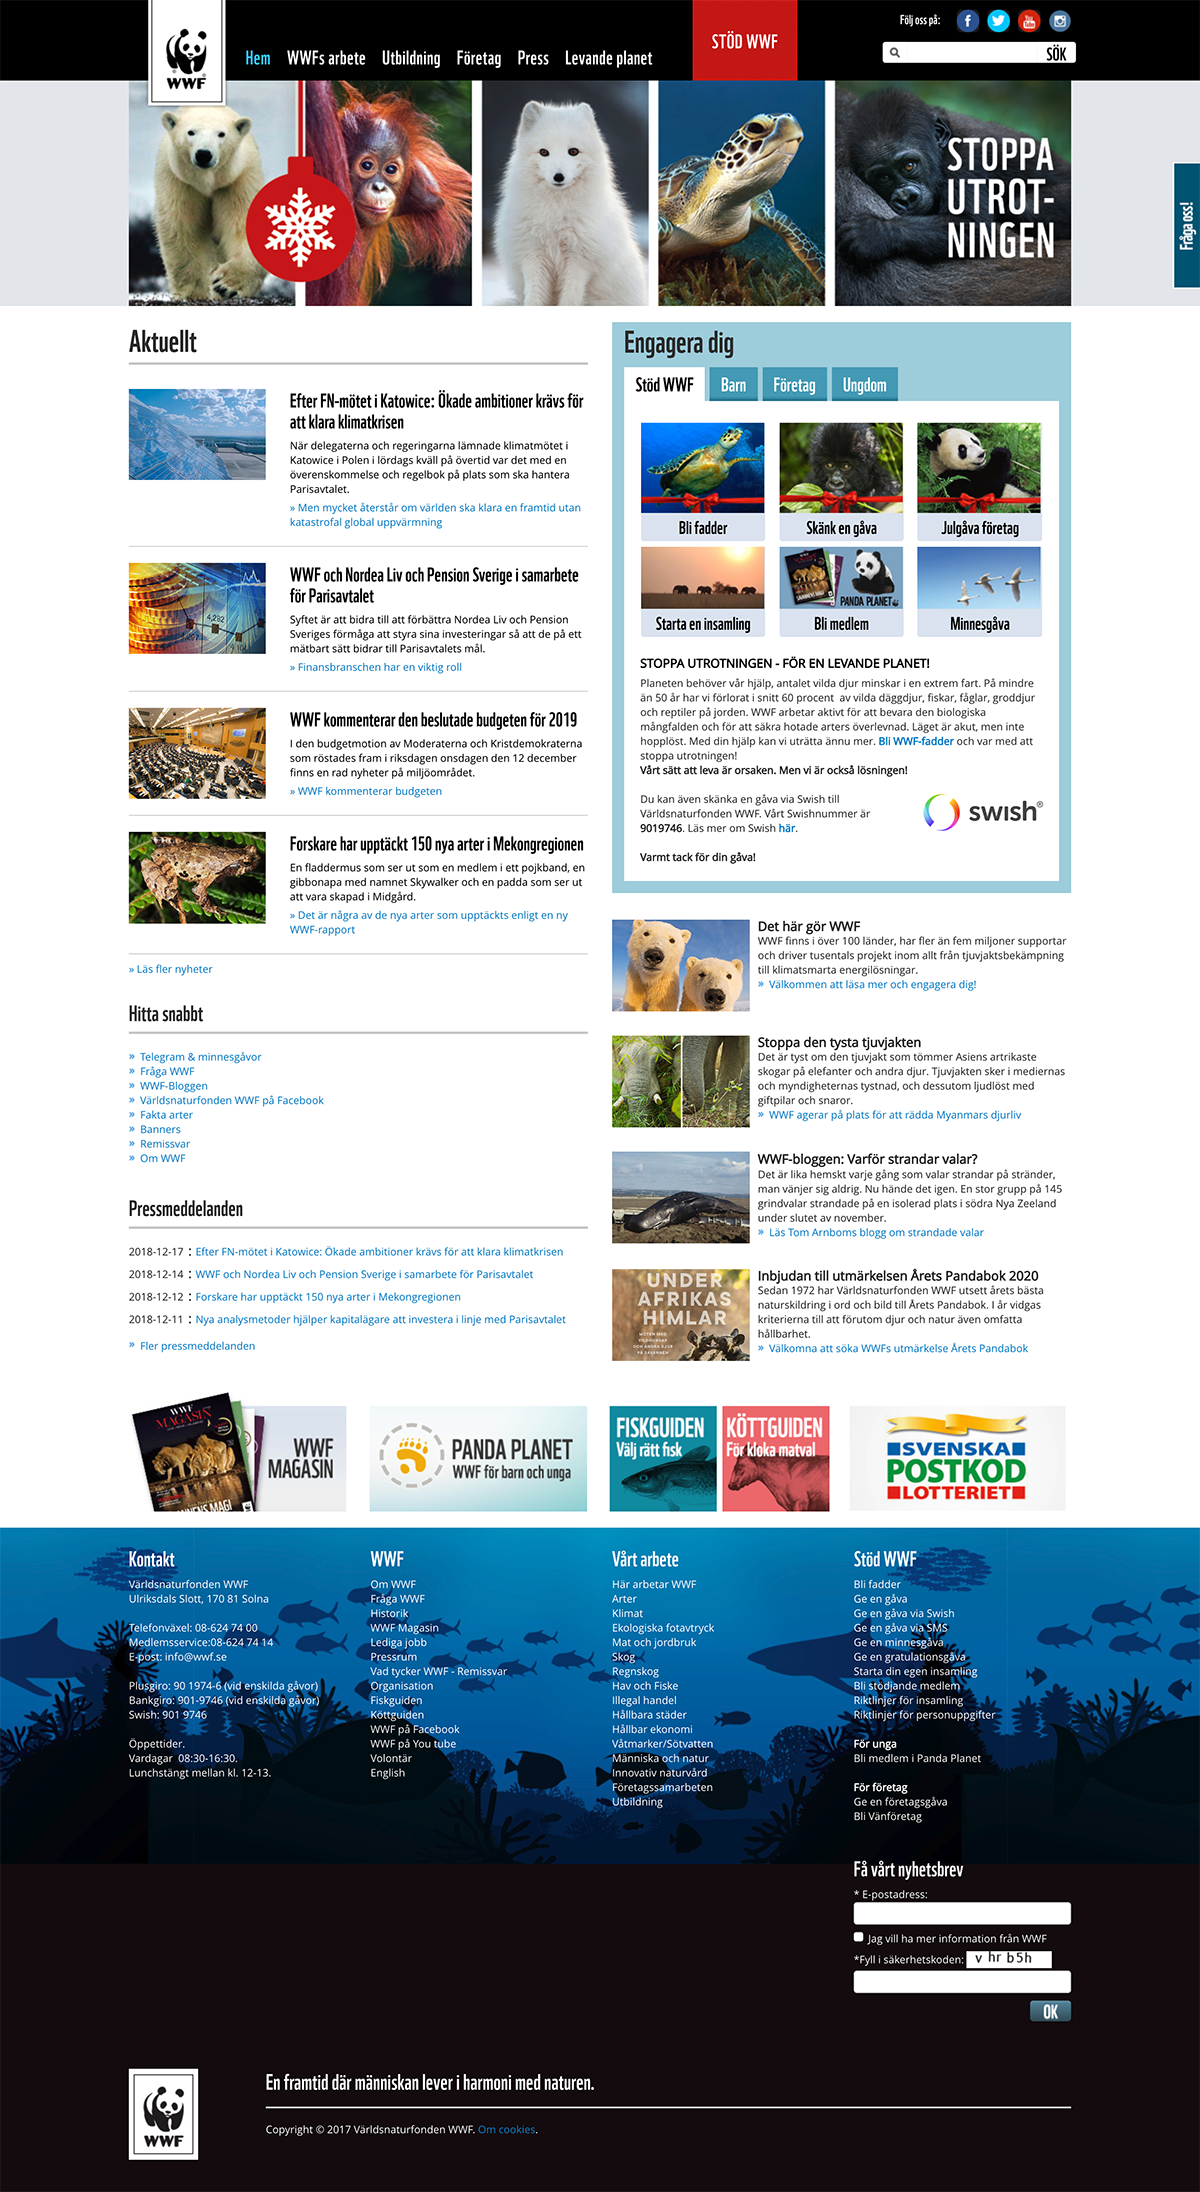 Följ oss på:
WWF
Hem WWFs arbete Utbildning Företag Press Levande planet
STÖD WWF
SÖK
STOPPA
UTROT-
NINGEN
Fråga oss!
Aktuellt
Efter FN-mötet i Katowice: Ökade ambitioner krävs för
att klara klimatkrisen
När delegaterna och regeringarna lämnade klimatmötet i
Katowice i Polen i lördags kväll på övertid var det med en
överenskommelse och regelbok på plats som ska hantera
Parisavtalet.
» Men mycket återstår om världen ska klara en framtid utan
katastrofal global uppvärmning
WWF och Nordea Liv och Pension Sverige i samarbete
för Parisavtalet
Syftet är att bidra till att förbättra Nordea Liv och Pension
Sveriges förmåga att styra sina investeringar så att de på ett
mätbart sätt bidrar till Parisavtalets mål.
» Finansbranschen har en viktig roll
WWF kommenterar den beslutade budgeten för 2019
I den budgetmotion av Moderaterna och Kristdemokraterna
som röstades fram i riksdagen onsdagen den 12 december
finns en rad nyheter på miljöområdet.
» WWF kommenterar budgeten
Forskare har upptäckt 150 nya arter i Mekongregionen
En fladdermus som ser ut som en medlem i ett pojkband, en
gibbonapa med namnet Skywalker och en padda som ser ut
att vara skapad i Midgård.
» Det är några av de nya arter som upptäckts enligt en ny
WWF-rapport
» Läs fler nyheter
Hitta snabbt
» Telegram & minnesgåvor
» Fråga WWF
» WWF-Bloggen
» Världsnaturfonden WWF på Facebook
» Fakta arter
» Banners
» Remissvar
» Om WWF
Pressmeddelanden
2018-12-17 : Efter FN-mötet i Katowice: Ökade ambitioner krävs för att klara klimatkrisen
2018-12-14 : WWF och Nordea Liv och Pension Sverige i samarbete för Parisavtalet
2018-12-12 : Forskare har upptäckt 150 nya arter i Mekongregionen
2018-12-11 : Nya analysmetoder hjälper kapitalägare att investera i linje med Parisavtalet
» Fler pressmeddelanden
Engagera dig
Stöd WWF Barn Företag Ungdom
Bli fadder Skänk en gåva Julgåva företag
PANDA PLANET
Starta en insamling Bli medlem Minnesgåva
STOPPA UTROTNINGEN - FÖR EN LEVANDE PLANET!
Planeten behöver vår hjälp, antalet vilda djur minskar i en extrem fart. På mindre
än 50 år har vi förlorat i snitt 60 procent av vilda däggdjur, fiskar, fåglar, groddjur
och reptiler på jorden. WWF arbetar aktivt för att bevara den biologiska
mångfalden och för att säkra hotade arters överlevnad. Läget är akut, men inte
hopplöst. Med din hjälp kan vi uträtta ännu mer. Bli WWF-fadder och var med att
stoppa utrotningen!
Vårt sätt att leva är orsaken. Men vi är också lösningen!
Du kan även skänka en gåva via Swish till
Världsnaturfonden WWF. Vårt Swishnummer är
9019746. Läs mer om Swish här.
swish®
Varmt tack för din gåva!
Det här gör WWF
WWF finns i över 100 länder, har fler än fem miljoner supportar
och driver tusentals projekt inom allt från tjuvjaktsbekämpning
till klimatsmarta energilösningar.
» Välkommen att läsa mer och engagera dig!
Stoppa den tysta tjuvjakten
Det är tyst om den tjuvjakt som tömmer Asiens artrikaste
skogar på elefanter och andra djur. Tjuvjakten sker i mediernas
och myndigheternas tystnad, och dessutom ljudlöst med
giftpilar och snaror.
» WWF agerar på plats för att rädda Myanmars djurliv
WWF-bloggen: Varför strandar valar?
Det är lika hemskt varje gång som valar strandar på stränder,
man vänjer sig aldrig. Nu hände det igen. En stor grupp på 145
grindvalar strandade på en isolerad plats i södra Nya Zeeland
under slutet av november.
» Läs Tom Arnboms blogg om strandade valar
UNDER
AFRIKAS
HIMLAR
Inbjudan till utmärkelsen Årets Pandabok 2020
Sedan 1972 har Världsnaturfonden WWF utsett årets bästa
naturskildring i ord och bild till Årets Pandabok. I år vidgas
kriterierna till att förutom djur och natur även omfatta
hållbarhet.
» Välkomna att söka WWFs utmärkelse Årets Pandabok
WWF
MAGASIN
WWF
MAGASIN
PANDA PLANET
WWF för barn och unga
FISKGUIDEN
Välj rätt fisk
KÖTTGUIDEN
För kloka matval
SVENSKA
POSTKOD
LOTTERIET
Kontakt
Världsnaturfonden WWF
Ulriksdals Slott, 170 81 Solna
Telefonväxel: 08-624 74 00
Medlemsservice:08-624 74 14
E-post: info@wwf.se
Plusgiro: 90 1974-6 (vid enskilda gåvor)
Bankgiro: 901-9746 (vid enskilda gåvor)
Swish: 901 9746
Öppettider.
Vardagar 08:30-16:30.
Lunchstängt mellan kl. 12-13.
WWF
Om WWF
Fråga WWF
Historik
WWF Magasin
Lediga jobb
Pressrum
Vad tycker WWF - Remissvar
Organisation
Fiskguiden
Köttguiden
WWF på Facebook
WWF på You tube
Volontär
English
Vårt arbete
Här arbetar WWF
Arter
Klimat
Ekologiska fotavtryck
Mat och jordbruk
Skog
Regnskog
Hav och Fiske
Illegal handel
Hållbara städer
Hållbar ekonomi
Våtmarker/Sötvatten
Människa och natur
Innovativ naturvård
Företagssamarbeten
Utbildning
Stöd WWF
Bli fadder
Ge en gåva
Ge en gåva via Swish
Ge en gåva via SMS
Ge en minnesgåva
Ge en gratulationsgåva
Starta din egen insamling
Bli stödjande medlem
Riktlinjer för insamling
Riktlinjer för personuppgifter
För unga
Bli medlem i Panda Planet
För företag
Ge en företagsgåva
Bli Vänföretag
Få vårt nyhetsbrev
* E-postadress:
Jag vill ha mer information från WWF
*Fyll i säkerhetskoden: v hr b5h
OK
WWF
En framtid där människan lever i harmoni med naturen.
Copyright © 2017 Världsnaturfonden WWF. Om cookies.